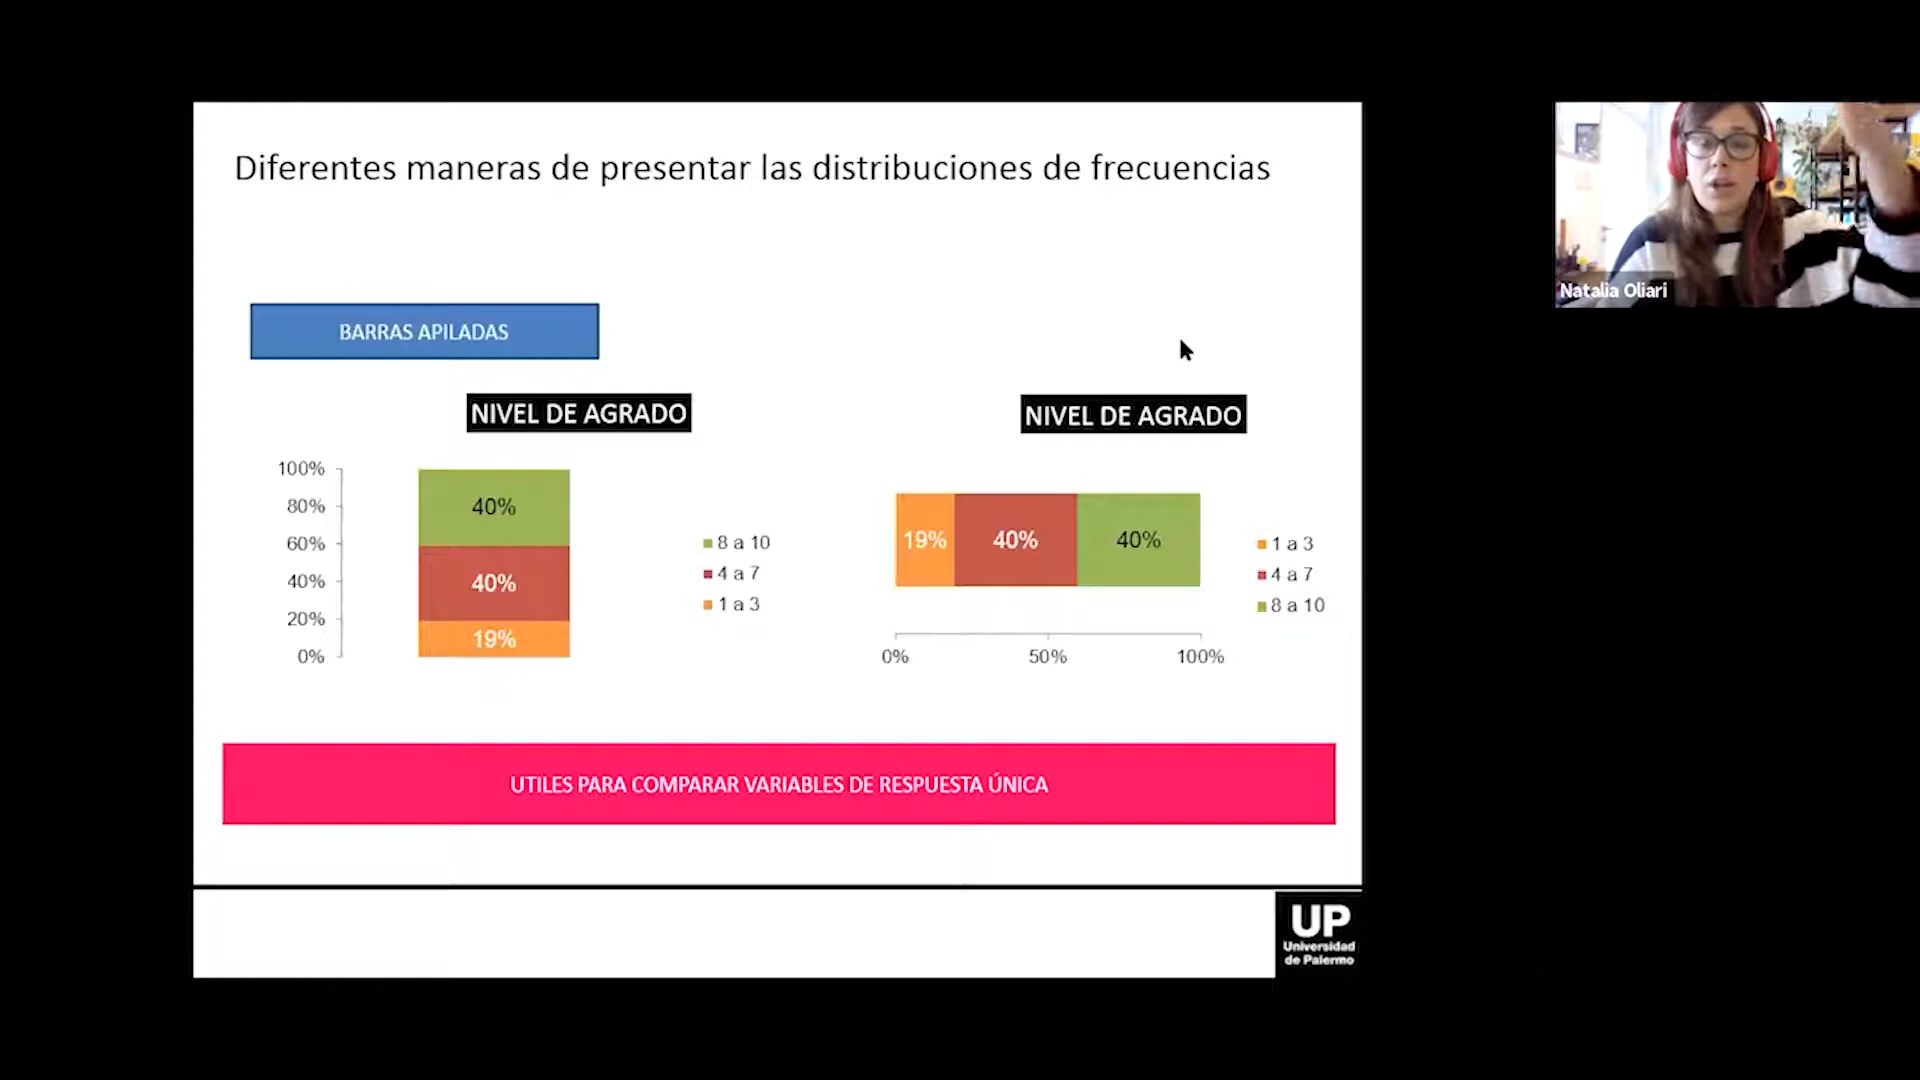 Diferentes maneras de presentar las distribuciones de frecuencias
Natalia Oliari
BARRAS APILADAS
NIVEL DE AGRADO
100%
80%
60%
40%
20%
0%
40%
40%
19%
8 a 10
4 a 7
1 a 3
NIVEL DE AGRADO
19% 40% 40%
0% 50% 100%
1 a 3
4 a 7
8 a 10
UTILES PARA COMPARAR VARIABLES DE RESPUESTA ÚNICA
UP
Universidad
de Palermo